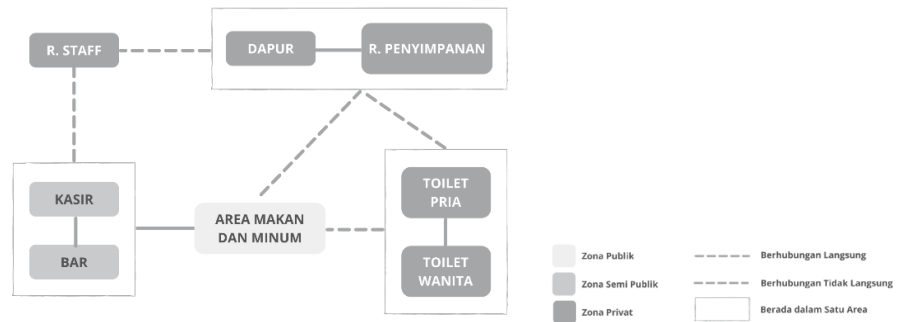 R. STAFF
DAPUR
R. PENYIMPANAN
KASIR
BAR
AREA MAKAN
DAN MINUM
TOILET
PRIA
TOILET
WANITA
Zona Publik
Zona Semi Publik
Zona Privat
Berhubungan Langsung
Berhubungan Tidak Langsung
Berada dalam Satu Area